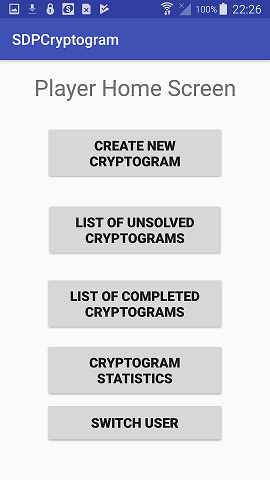 100% 22:26
SDPCryptogram
Player Home Screen
CREATE NEW
CRYPTOGRAM
LIST OF UNSOLVED
CRYPTOGRAMS
LIST OF COMPLETED
CRYPTOGRAMS
CRYPTOGRAM
STATISTICS
SWITCH USER